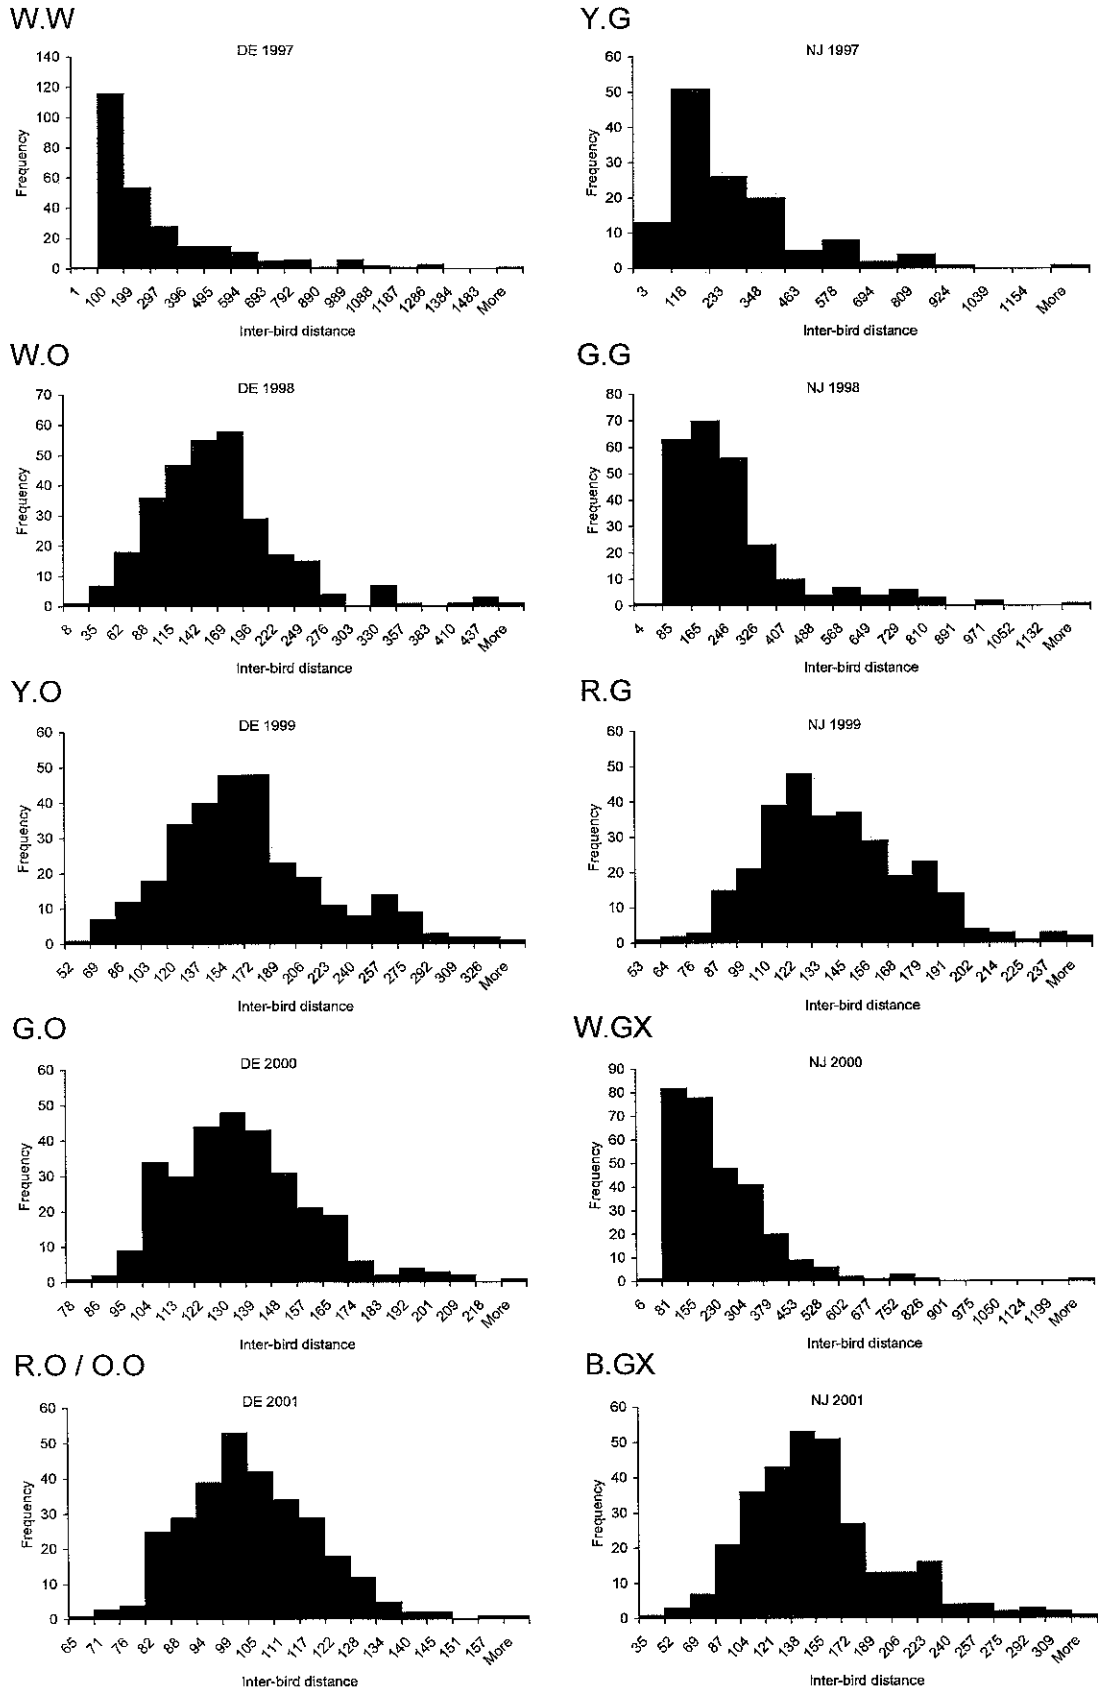 W.W
DE 1997
Frequency
140
120
100
80
60
40
20
0
1 100 199 297 396 495 594 693 792 890 989 1088 1187 1286 1384 1483 More
Inter-bird distance
Y.G
NJ 1997
Frequency
60
50
40
30
20
10
0
3 118 233 348 463 578 694 809 924 1039 1154 More
Inter-bird distance
W.O
DE 1998
Frequency
70
60
50
40
30
20
10
0
8 35 62 88 115 142 169 196 222 249 276 303 330 357 383 410 437 More
Inter-bird distance
G.G
NJ 1998
Frequency
80
70
60
50
40
30
20
10
0
4 85 165 246 326 407 488 568 649 729 810 891 971 1052 1132 More
Inter-bird distance
Y.O
DE 1999
Frequency
60
50
40
30
20
10
0
52 69 86 103 120 137 154 172 189 206 223 240 257 275 292 309 326 More
Inter-bird distance
R.G
NJ 1999
Frequency
60
50
40
30
20
10
0
53 64 76 87 99 110 122 133 145 156 168 179 191 202 214 225 237 More
Inter-bird distance
G.O
DE 2000
Frequency
60
50
40
30
20
10
0
78 86 95 104 113 122 130 139 148 157 165 174 183 192 201 209 218 More
Inter-bird distance
W.GX
NJ 2000
Frequency
90
80
70
60
50
40
30
20
10
0
6 81 155 230 304 379 453 528 602 677 752 826 901 975 1050 1124 1199 More
Inter-bird distance
R.O / O.O
DE 2001
Frequency
60
50
40
30
20
10
0
65 71 76 82 88 94 99 105 111 117 122 128 134 140 145 151 157 More
Inter-bird distance
B.GX
NJ 2001
Frequency
60
50
40
30
20
10
0
35 52 69 87 104 121 138 155 172 189 206 223 240 257 275 292 309 More
Inter-bird distance